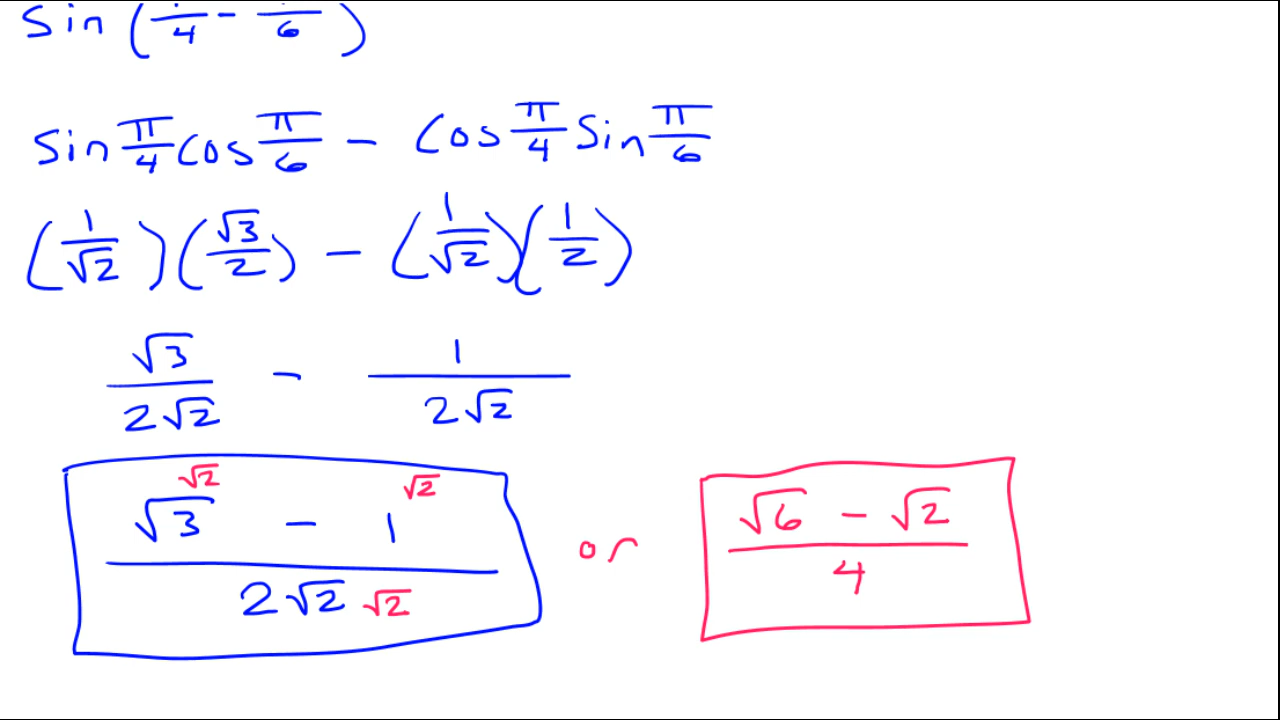 Sin (π/4 - π/6)
Sin π/4 Cos π/6 - Cos π/4 Sin π/6
(1/√2)(√3/2) - (1/√2)(1/2)
√3/2√2 - 1/2√2
√3 √2 - 1 √2 / 2√2 √2 or √6 - √2 / 4